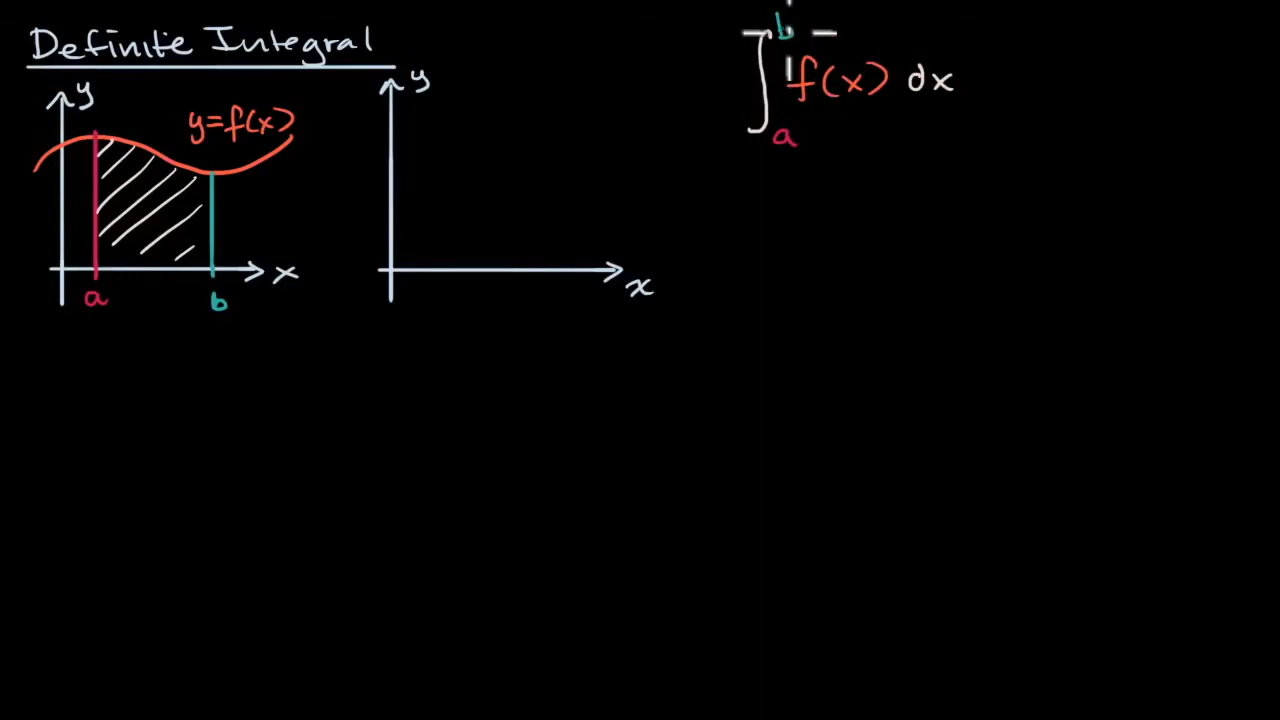 Definite Integral
y
y=f(x)
x
a
b
y
x
b
∫ f(x) dx
a